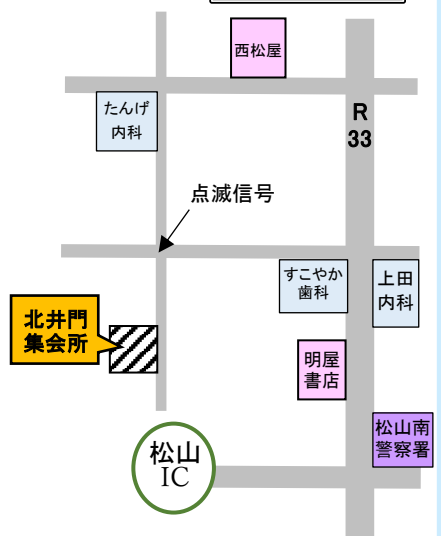 西松屋
たんげ
内科
R
33
点滅信号
すこやか
歯科
上田
内科
北井門
集会所
明屋
書店
松山南
警察署
松山
IC